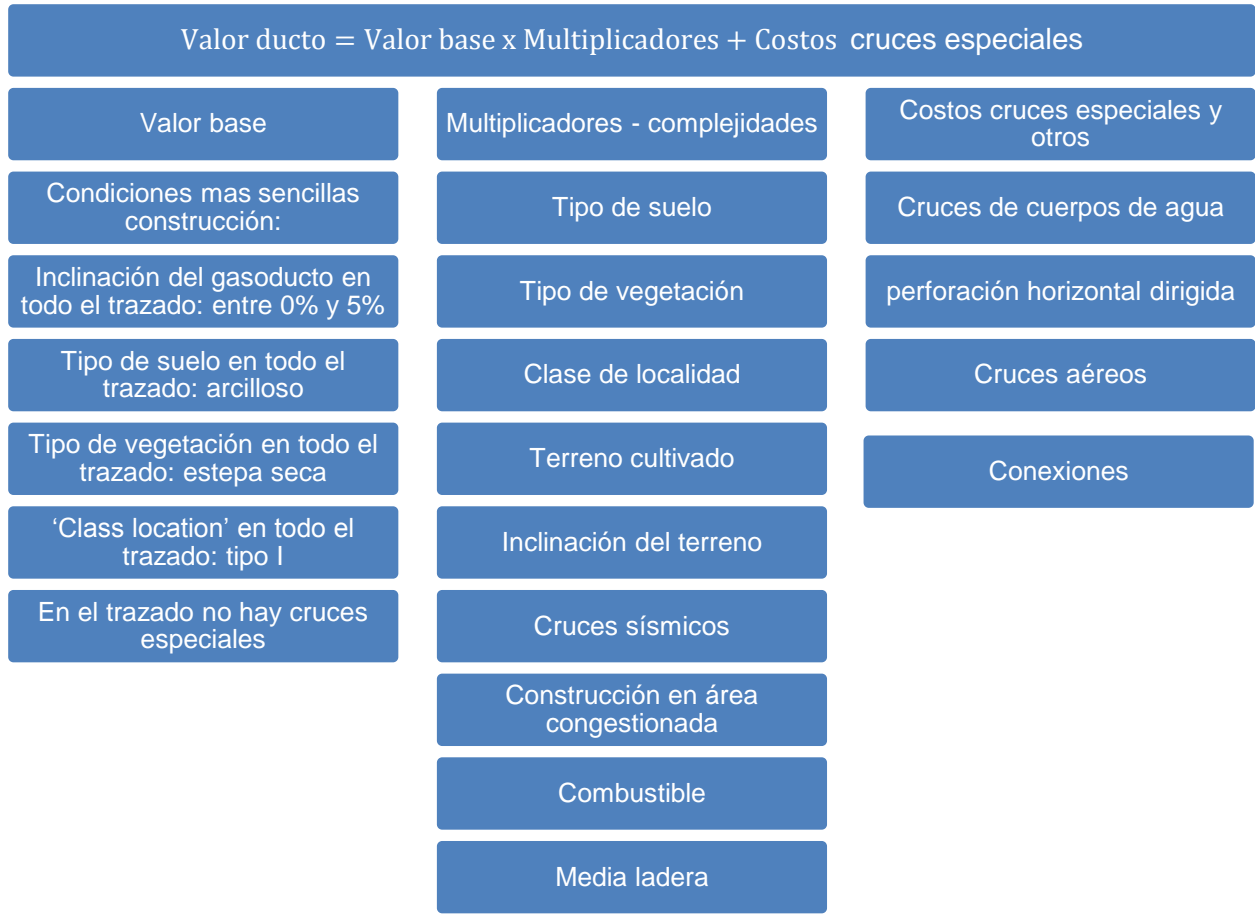 Valor ducto = Valor base x Multiplicadores + Costos cruces especiales
Valor base
Condiciones mas sencillas
construcción:
Inclinación del gasoducto en
todo el trazado: entre 0% y 5%
Tipo de suelo en todo el
trazado: arcilloso
Tipo de vegetación en todo el
trazado: estepa seca
‘Class location’ en todo el
trazado: tipo I
En el trazado no hay cruces
especiales
Multiplicadores - complejidades
Tipo de suelo
Tipo de vegetación
Clase de localidad
Terreno cultivado
Inclinación del terreno
Cruces sísmicos
Construcción en área
congestionada
Combustible
Media ladera
Costos cruces especiales y
otros
Cruces de cuerpos de agua
perforación horizontal dirigida
Cruces aéreos
Conexiones